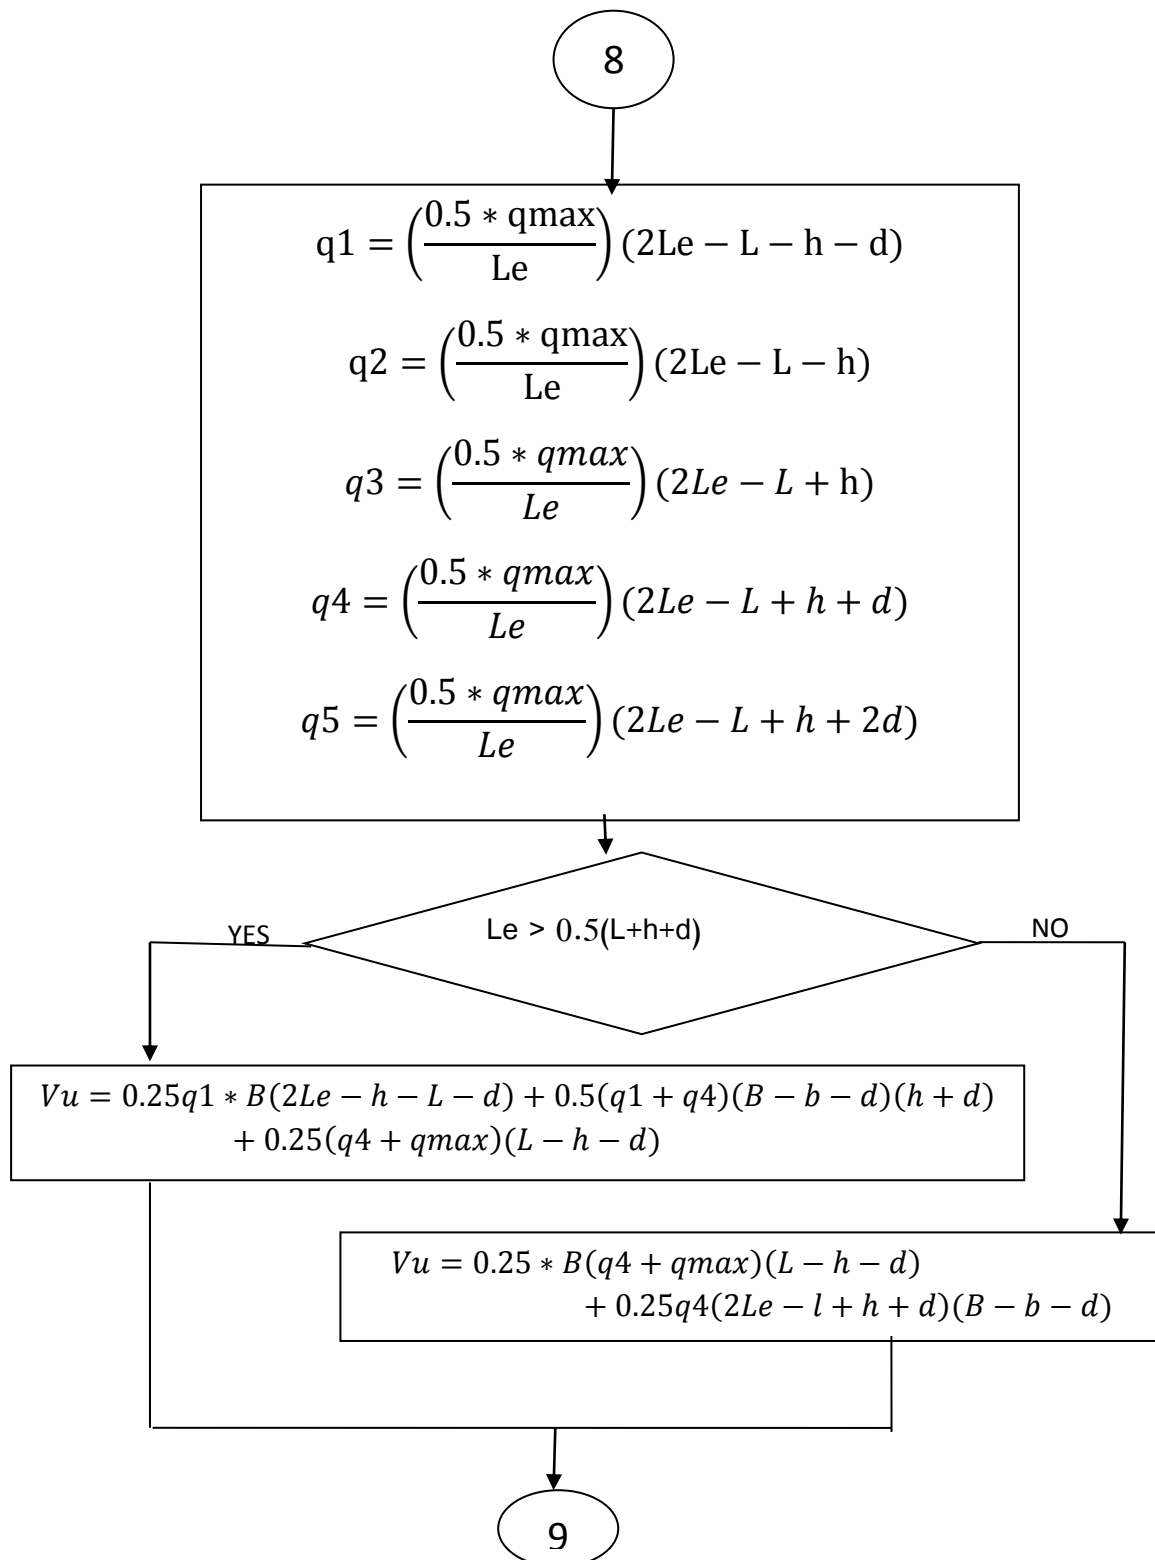 8
q1 = (0.5 * qmax / Le) (2Le − L − h − d)
q2 = (0.5 * qmax / Le) (2Le − L − h)
q3 = (0.5 * qmax / Le) (2Le − L + h)
q4 = (0.5 * qmax / Le) (2Le − L + h + d)
q5 = (0.5 * qmax / Le) (2Le − L + h + 2d)
Le > 0.5(L+h+d)
YES
NO
Vu = 0.25q1 * B(2Le − h − L − d) + 0.5(q1 + q4)(B − b − d)(h + d)
+ 0.25(q4 + qmax)(L − h − d)
Vu = 0.25 * B(q4 + qmax)(L − h − d)
+ 0.25q4(2Le − l + h + d)(B − b − d)
9